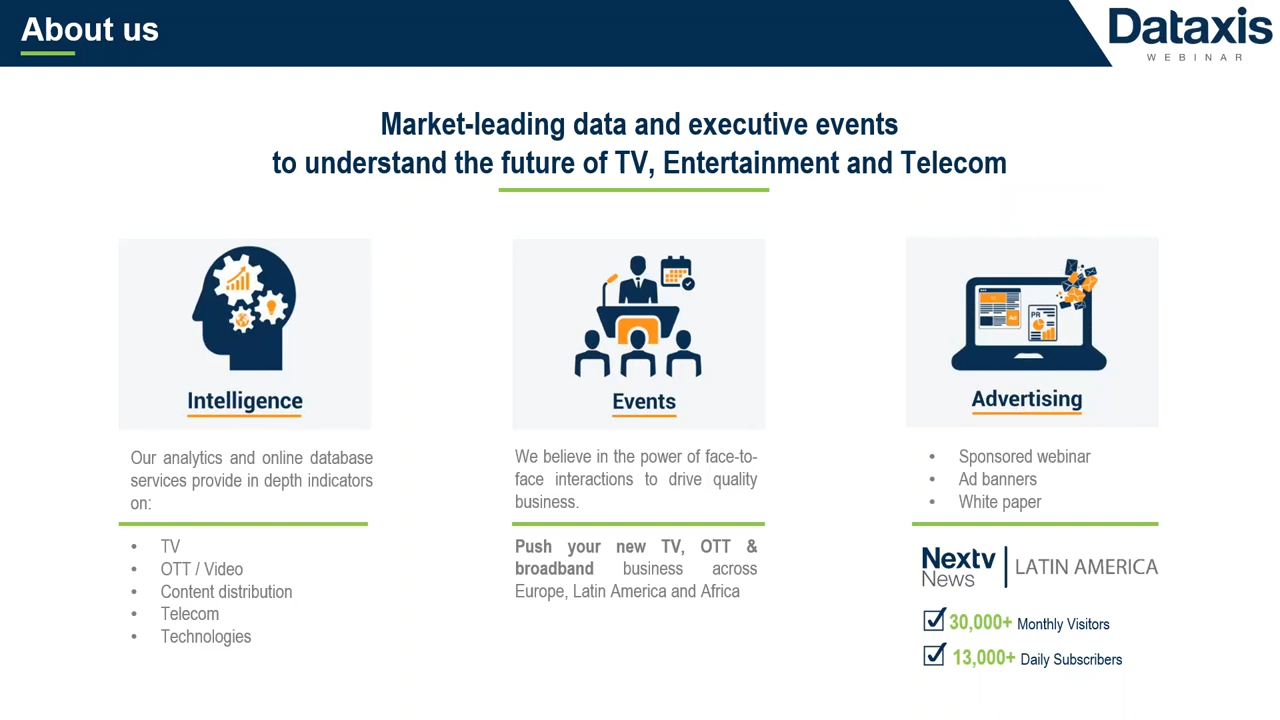 About us
Dataxis
WEBINAR
Market-leading data and executive events
to understand the future of TV, Entertainment and Telecom
Intelligence
Our analytics and online database
services provide in depth indicators
on:
• TV
• OTT / Video
• Content distribution
• Telecom
• Technologies
Events
We believe in the power of face-to-
face interactions to drive quality
business.
Push your new TV, OTT &
broadband business across
Europe, Latin America and Africa
PR
Ad
Advertising
• Sponsored webinar
• Ad banners
• White paper
Nextv
News
LATIN AMERICA
30,000+ Monthly Visitors
13,000+ Daily Subscribers